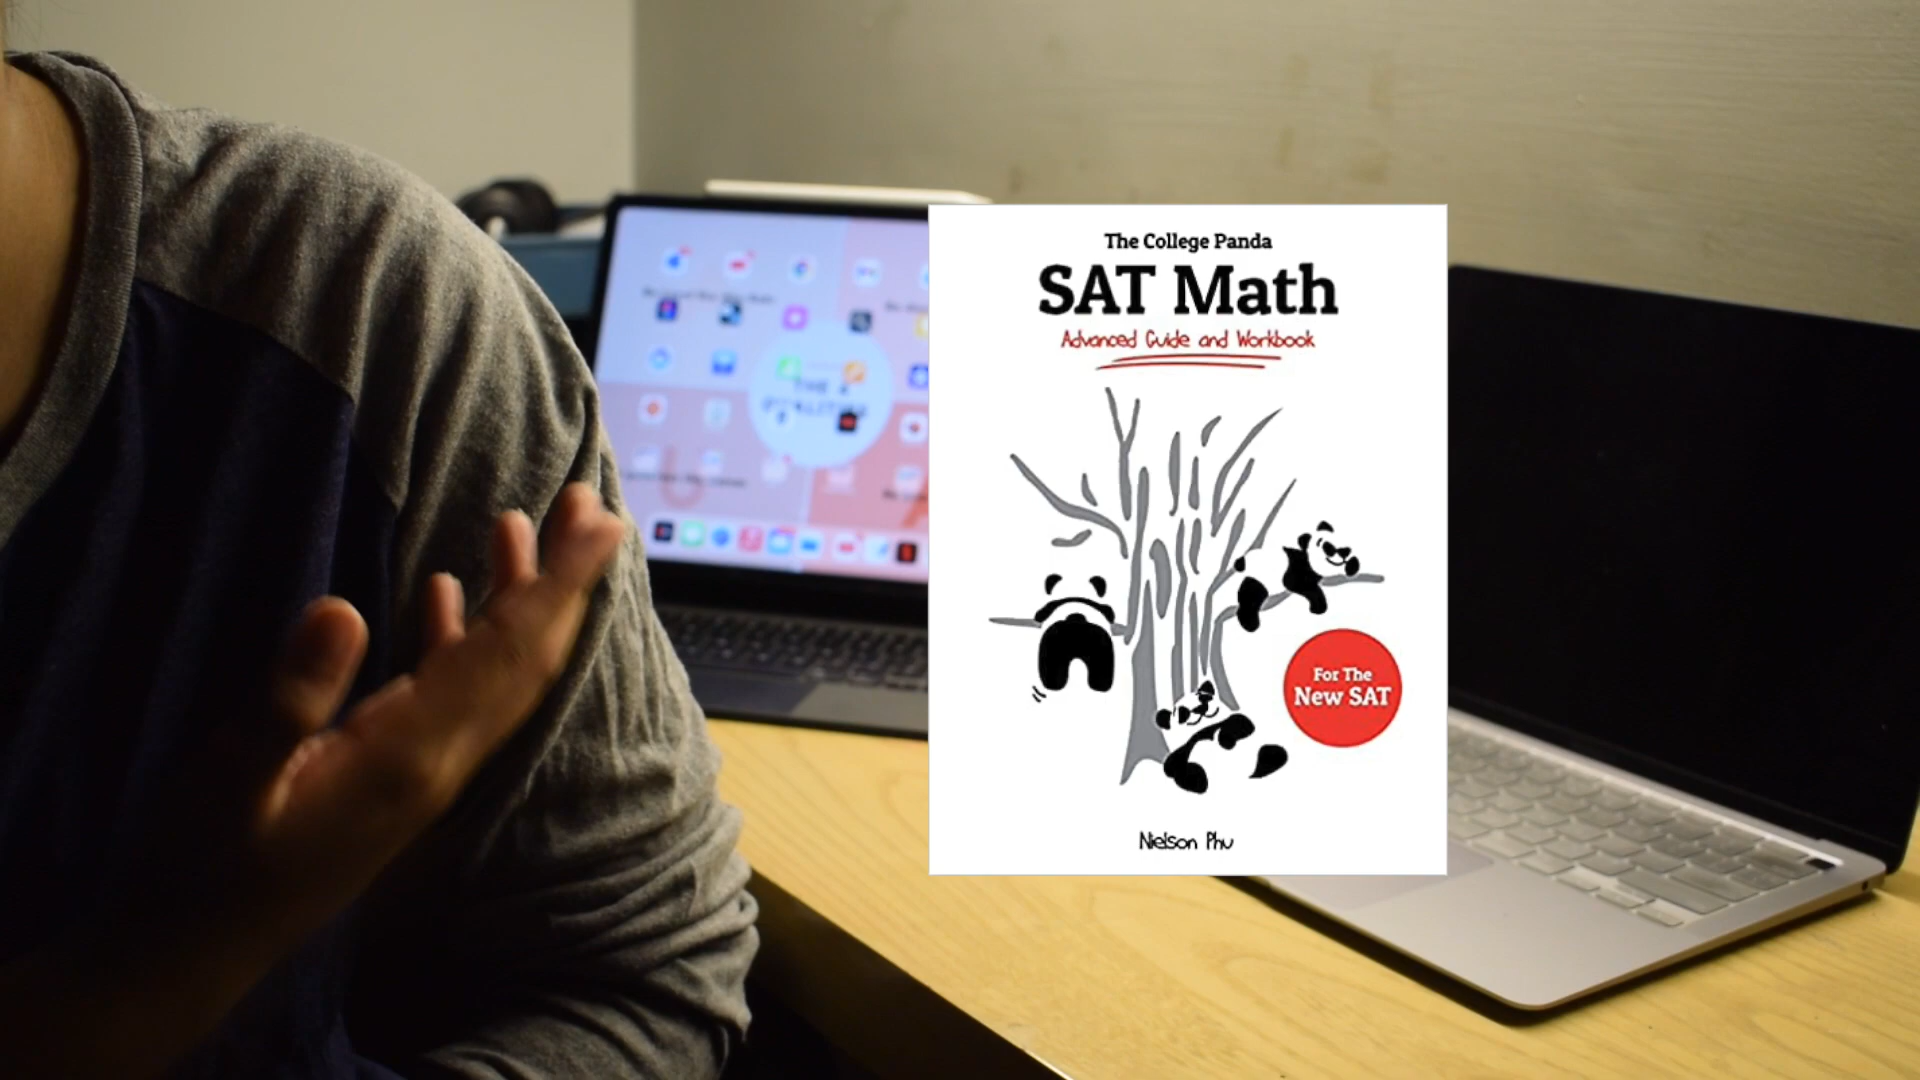 The College Panda
SAT Math
Advanced Guide and Workbook
For The
New SAT
Nielson Phu